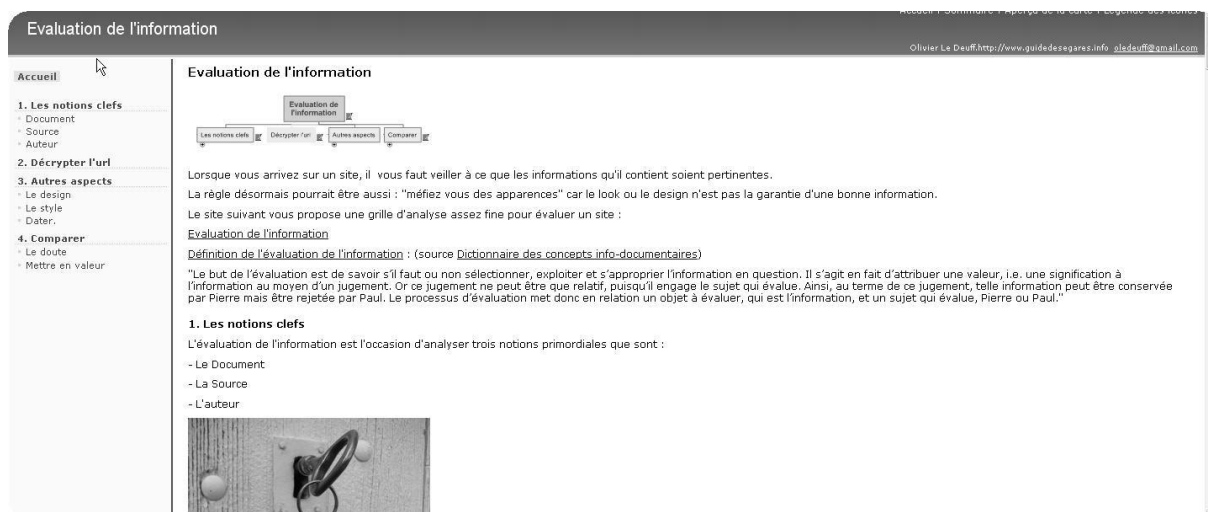 Accueil | Sommaire | Aperçu de la carte | Légende des icônes
Evaluation de l'information
Olivier Le Deuff.http://www.guidedesegares.info oledeuff@gmail.com
Accueil
1. Les notions clefs
Document
Source
Auteur
2. Décrypter l'url
3. Autres aspects
Le design
Le style
Dater.
4. Comparer
Le doute
Mettre en valeur
Evaluation de l'information
Evaluation de
l'information
Les notions clefs
Décrypter l'url
Autres aspects
Comparer
Lorsque vous arrivez sur un site, il vous faut veiller à ce que les informations qu'il contient soient pertinentes.
La règle désormais pourrait être aussi : "méfiez vous des apparences" car le look ou le design n'est pas la garantie d'une bonne information.
Le site suivant vous propose une grille d'analyse assez fine pour évaluer un site :
Evaluation de l'information
Définition de l'évaluation de l'information : (source Dictionnaire des concepts info-documentaires)
"Le but de l'évaluation est de savoir s'il faut ou non sélectionner, exploiter et s'approprier l'information en question. Il s'agit en fait d'attribuer une valeur, i.e. une signification à
l'information au moyen d'un jugement. Or ce jugement ne peut être que relatif, puisqu'il engage le sujet qui évalue. Ainsi, au terme de ce jugement, telle information peut être conservée
par Pierre mais être rejetée par Paul. Le processus d'évaluation met donc en relation un objet à évaluer, qui est l'information, et un sujet qui évalue, Pierre ou Paul."
1. Les notions clefs
L'évaluation de l'information est l'occasion d'analyser trois notions primordiales que sont :
- Le Document
- La Source
- L'auteur